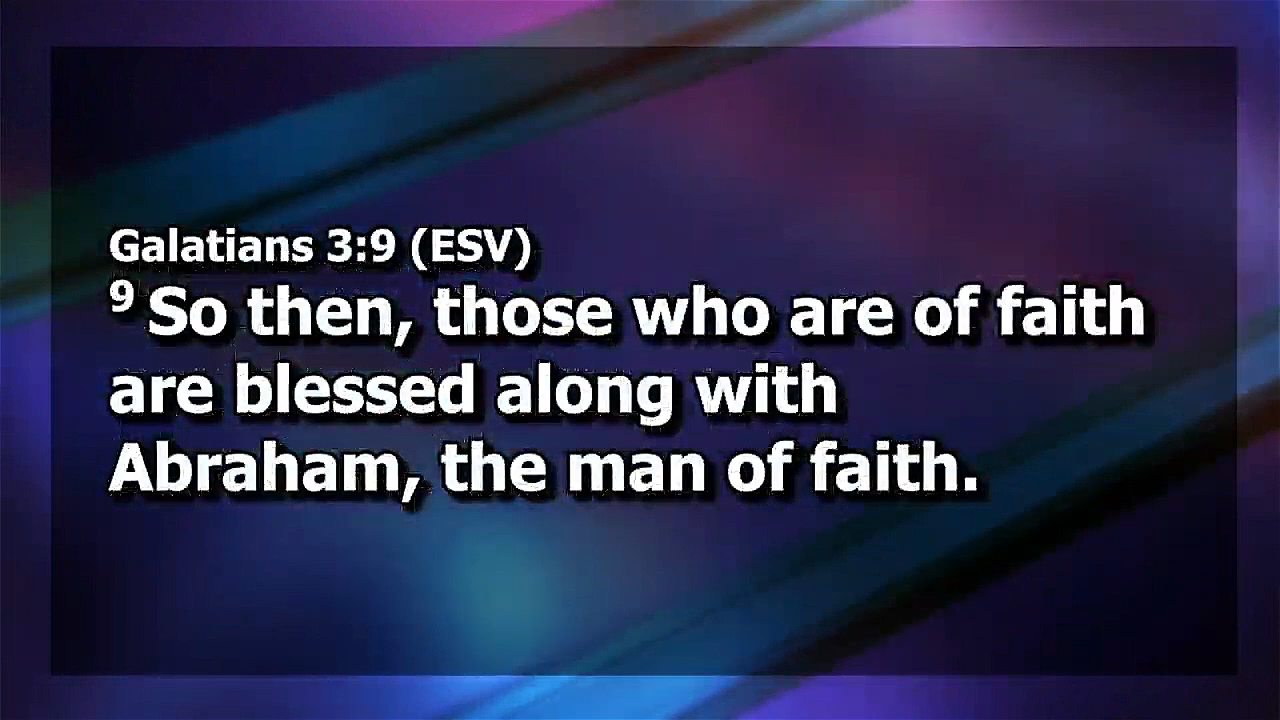 Galatians 3:9 (ESV)
9 So then, those who are of faith
are blessed along with
Abraham, the man of faith.